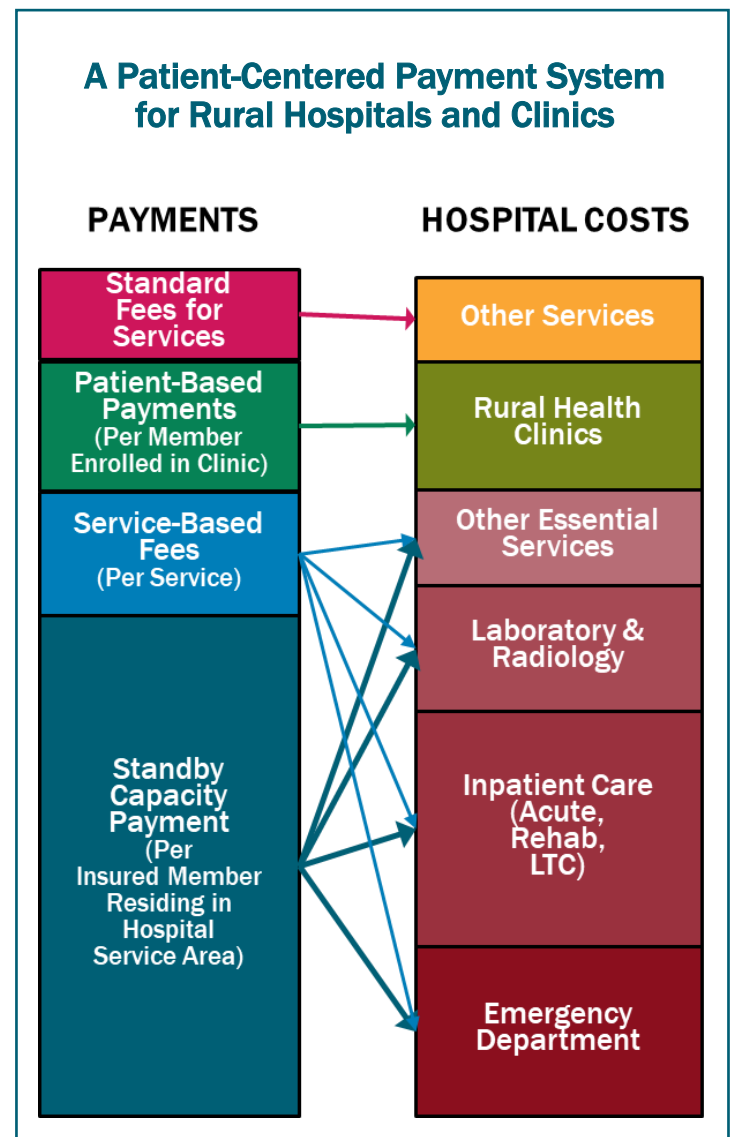 A Patient-Centered Payment System
for Rural Hospitals and Clinics
PAYMENTS
HOSPITAL COSTS
Standard
Fees for
Services
Patient-Based
Payments
(Per Member
Enrolled in Clinic)
Service-Based
Fees
(Per Service)
Standby
Capacity
Payment
(Per
Insured Member
Residing in
Hospital
Service Area)
Other Services
Rural Health
Clinics
Other Essential
Services
Laboratory &
Radiology
Inpatient Care
(Acute,
Rehab,
LTC)
Emergency
Department